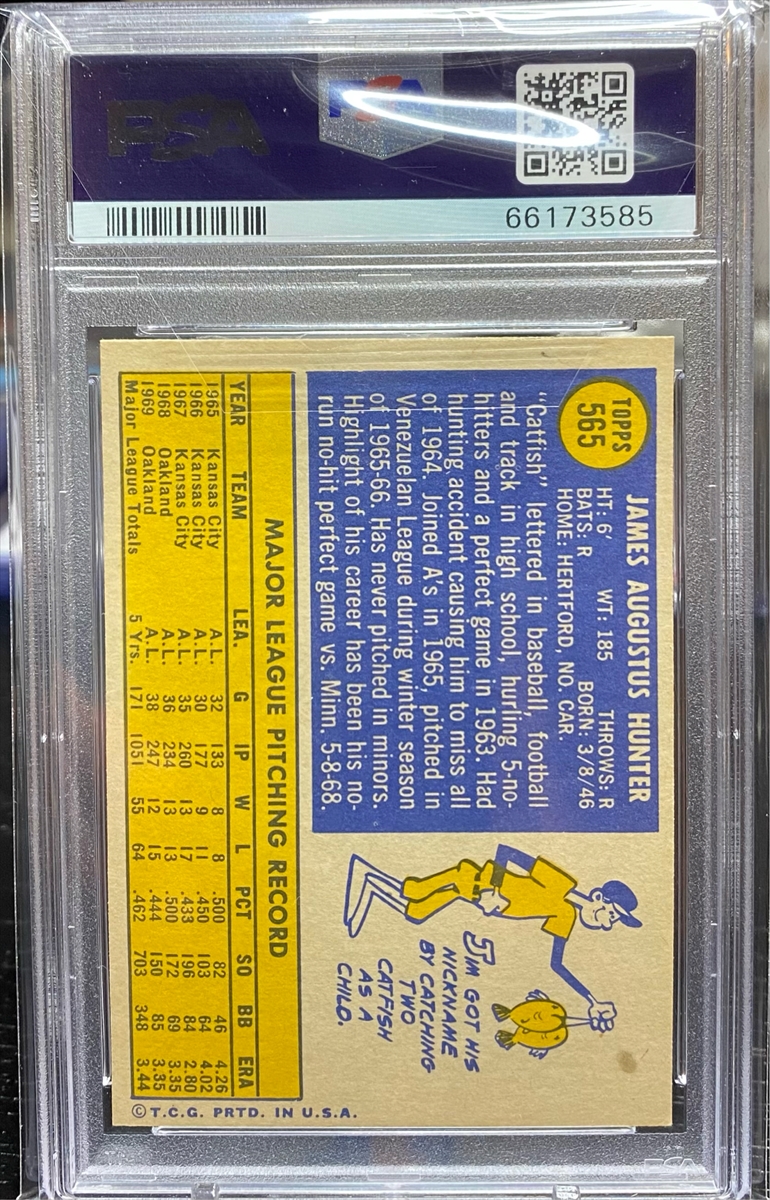 PSA
PSA
66173585
TOPPS
565
JAMES AUGUSTUS HUNTER
HT: 6' WT: 185 THROWS: R
BATS: R BORN: 3/8/46
HOME: HERTFORD, NO. CAR.
"Catfish" lettered in baseball, football
and track in high school, hurling 5-no-
hitters and a perfect game in 1963. Had
hunting accident causing him to miss all
of 1964. Joined A's in 1965, pitched in
Venezuelan League during winter season
of 1965-66. Has never pitched in minors.
Highlight of his career has been his no-
run no-hit perfect game vs. Minn. 5-8-68.
JIM GOT HIS
NICKNAME
BY CATCHING
TWO
CATFISH
AS A
CHILD.
MAJOR LEAGUE PITCHING RECORD
YEAR TEAM LEA. G IP W L PCT SO BB ERA
1965 Kansas City A.L. 32 133 8 8 .500 82 46 4.26
1966 Kansas City A.L. 30 177 9 11 .450 103 64 4.02
1967 Kansas City A.L. 35 260 13 17 .433 196 84 2.80
1968 Oakland A.L. 36 234 13 13 .500 172 69 3.35
1969 Oakland A.L. 38 247 12 15 .444 150 85 3.35
Major League Totals 5 Yrs. 171 1051 55 64 .462 703 348 3.44
© T.C.G. PRTD. IN U.S.A.
PSA